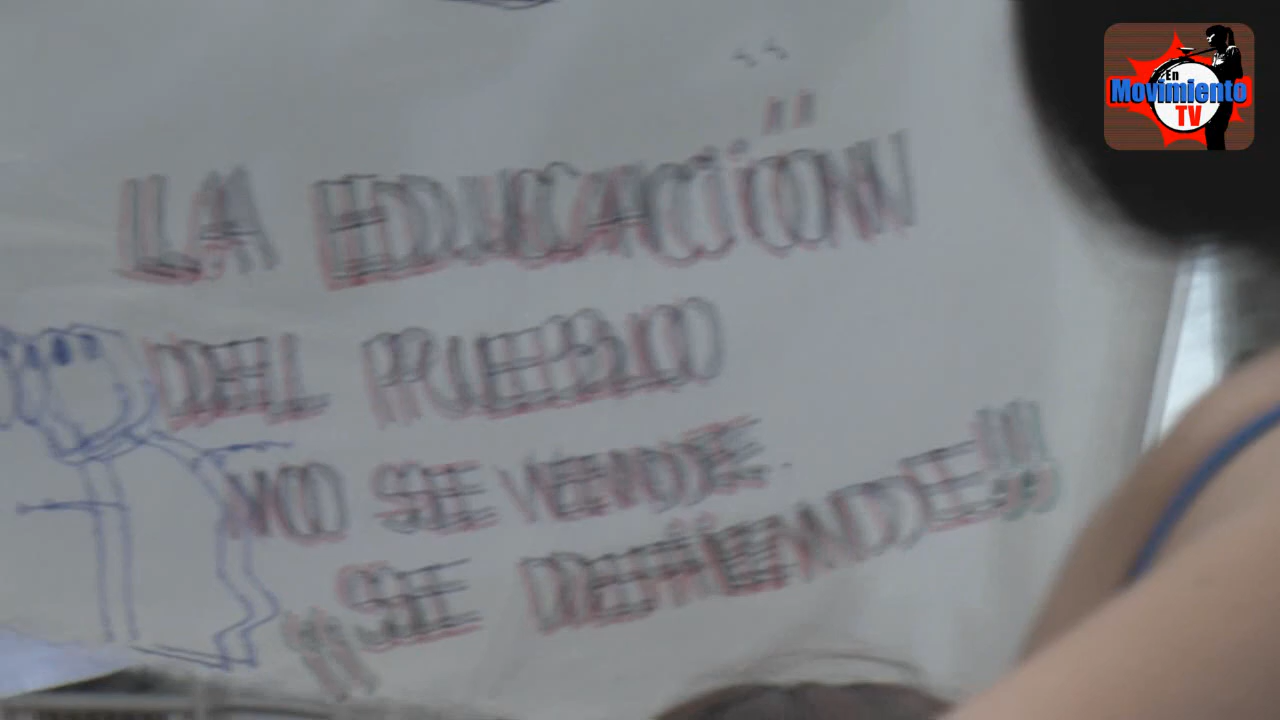 En
Movimiento
TV
LA EDUCACIÓN
DEL PUEBLO
NO SE VENDE.
¡¡¡SE DEFIENDE!!!